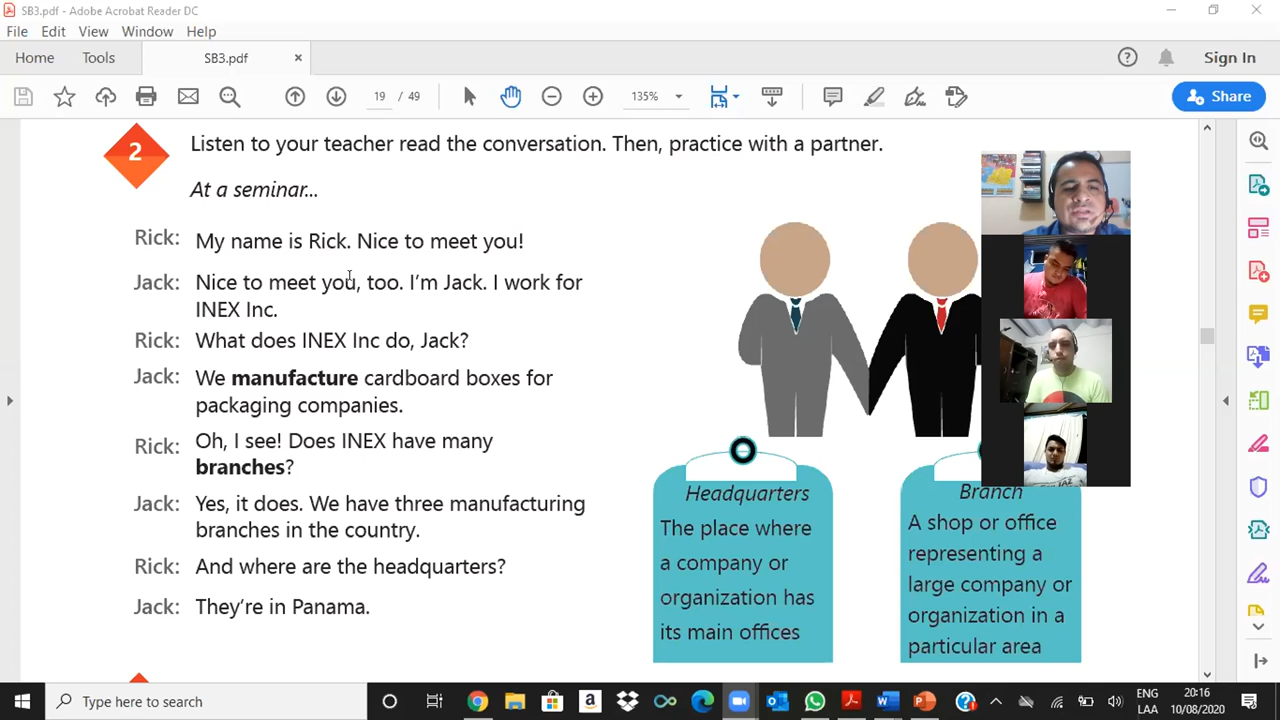 SB3.pdf - Adobe Acrobat Reader DC
File Edit View Window Help
Home Tools SB3.pdf × Sign In
19 / 49 135% Share
2
Listen to your teacher read the conversation. Then, practice with a partner.
At a seminar...
Rick: My name is Rick. Nice to meet you!
Jack: Nice to meet you, too. I'm Jack. I work for
INEX Inc.
Rick: What does INEX Inc do, Jack?
Jack: We manufacture cardboard boxes for
packaging companies.
Rick: Oh, I see! Does INEX have many
branches?
Jack: Yes, it does. We have three manufacturing
branches in the country.
Rick: And where are the headquarters?
Jack: They're in Panama.
Headquarters
The place where
a company or
organization has
its main offices
Branch
A shop or office
representing a
large company or
organization in a
particular area
Type here to search
ENG
LAA
20:16
10/08/2020